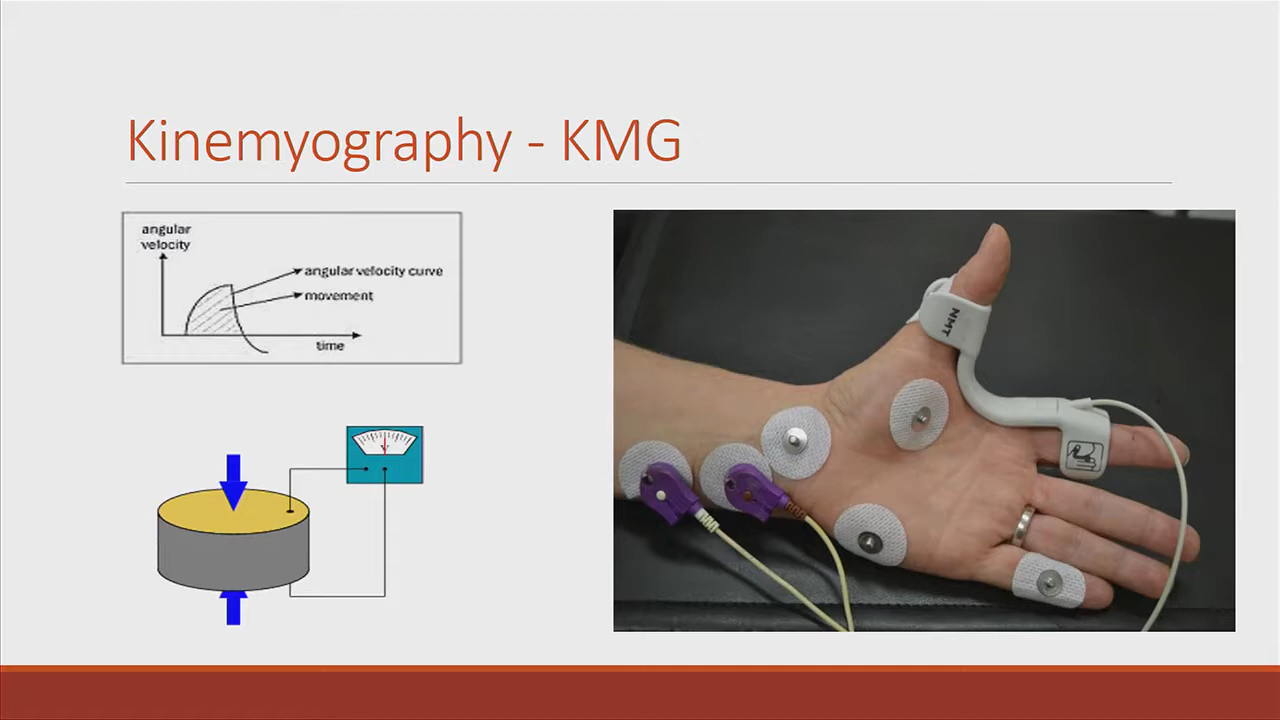 Kinemyography - KMG
angular
velocity
angular velocity curve
movement
time
NMT